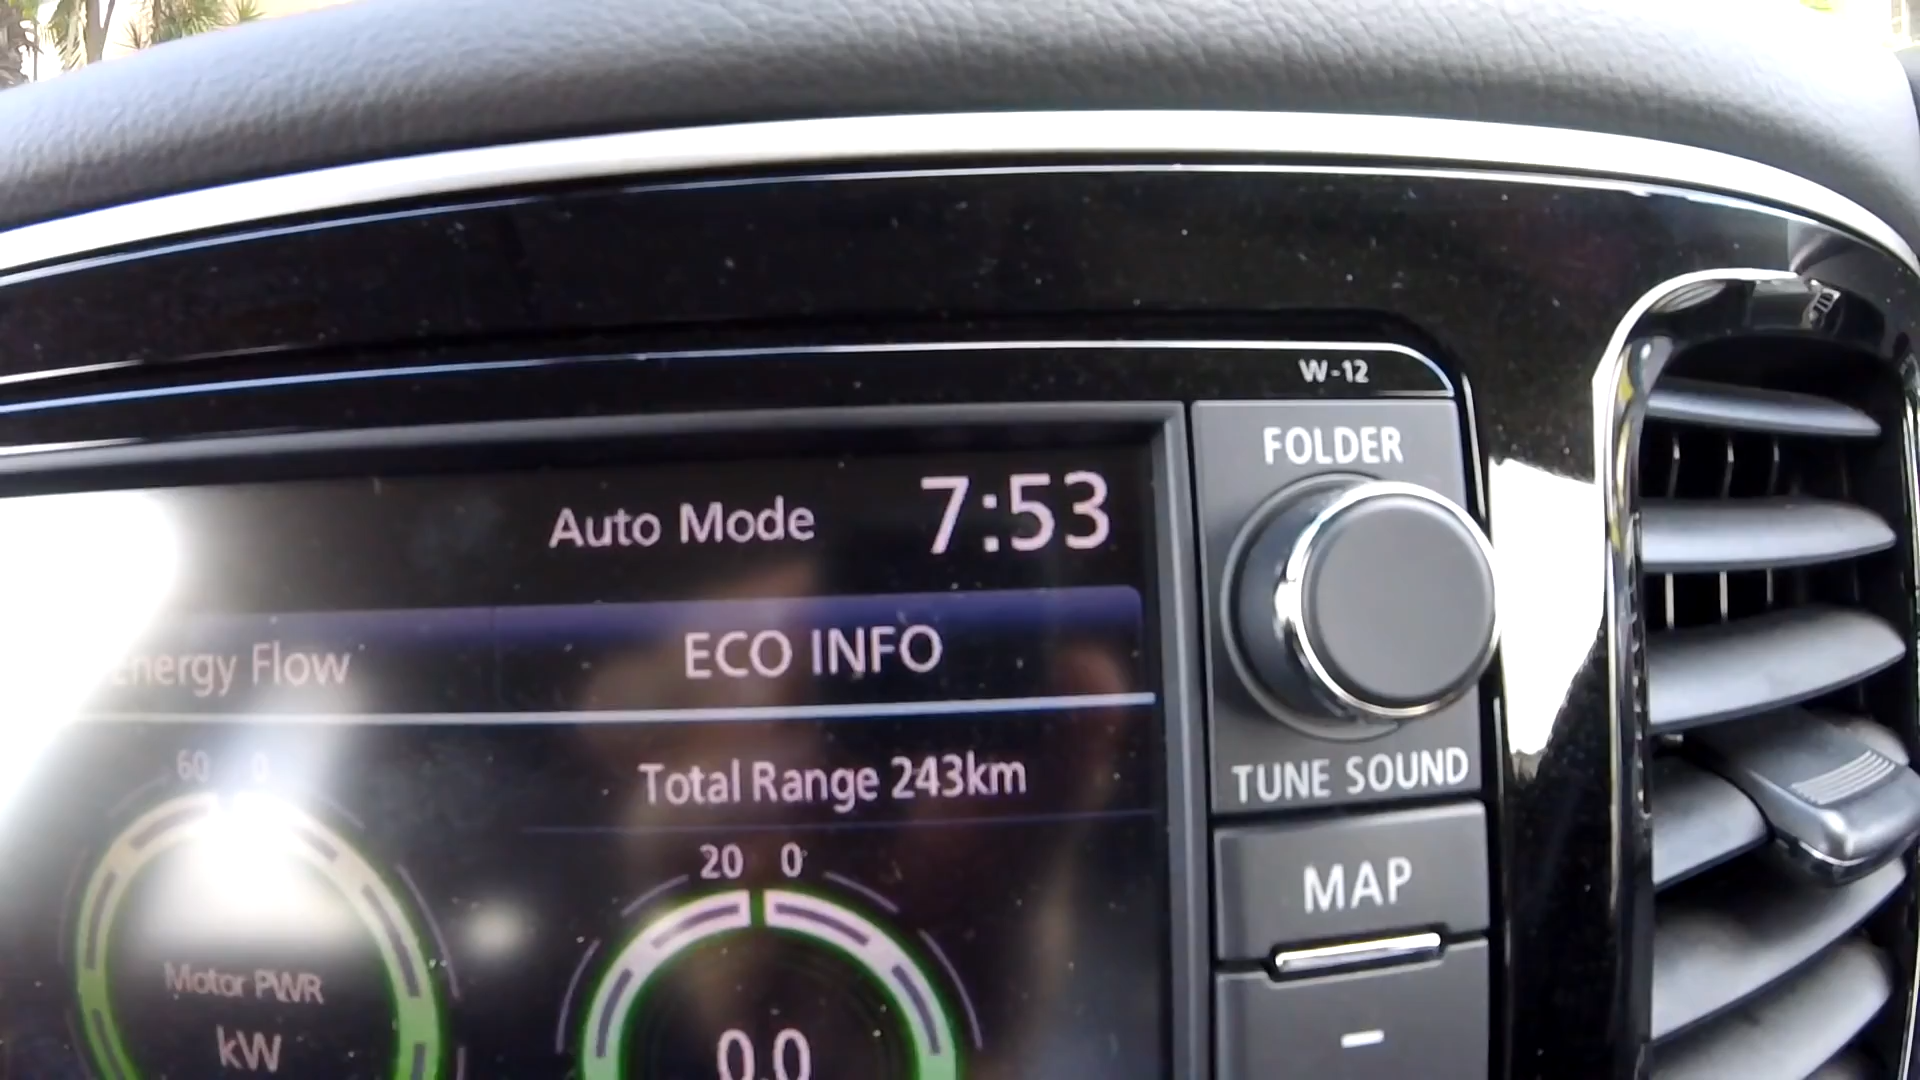 W-12
FOLDER
Auto Mode 7:53
Energy Flow ECO INFO
TUNE SOUND
60 0
Total Range 243km
20 0
MAP
Motor PWR
kW
0.0
-